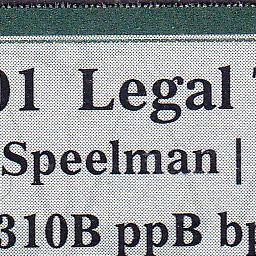 01 Legal
Speelman |
310B ppB bp